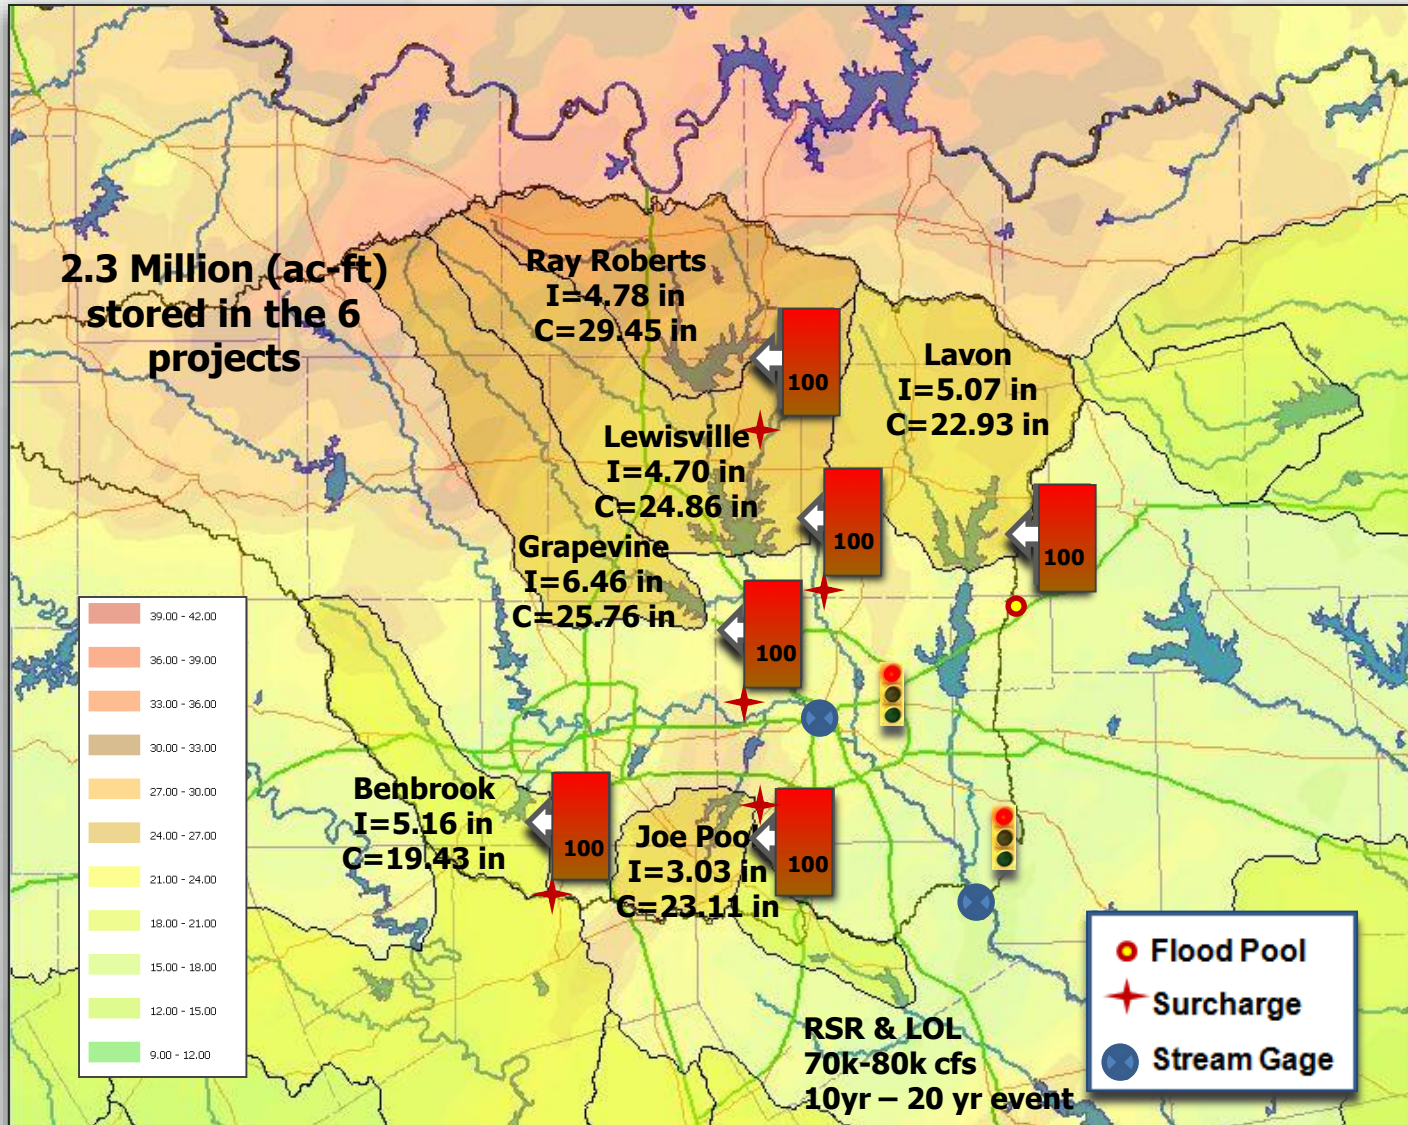 2.3 Million (ac-ft)
stored in the 6
projects
Ray Roberts
I=4.78 in
C=29.45 in
100
Lavon
I=5.07 in
C=22.93 in
100
Lewisville
I=4.70 in
C=24.86 in
100
Grapevine
I=6.46 in
C=25.76 in
100
39.00 - 42.00
36.00 - 39.00
33.00 - 36.00
30.00 - 33.00
27.00 - 30.00
24.00 - 27.00
21.00 - 24.00
18.00 - 21.00
15.00 - 18.00
12.00 - 15.00
9.00 - 12.00
Benbrook
I=5.16 in
C=19.43 in
100
Joe Pool
I=3.03 in
C=23.11 in
100
RSR & LOL
70k-80k cfs
10yr – 20 yr event
Flood Pool
Surcharge
Stream Gage